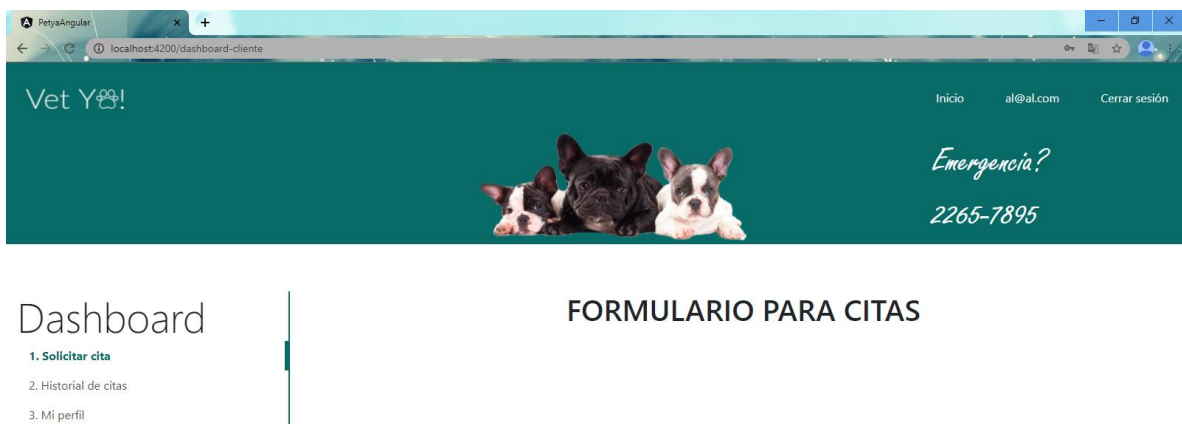 PetyaAngular
localhost:4200/dashboard-cliente
Vet Y!
Inicio al@al.com Cerrar sesión
Emergencia?
2265-7895
Dashboard
FORMULARIO PARA CITAS
1. Solicitar cita
2. Historial de citas
3. Mi perfil